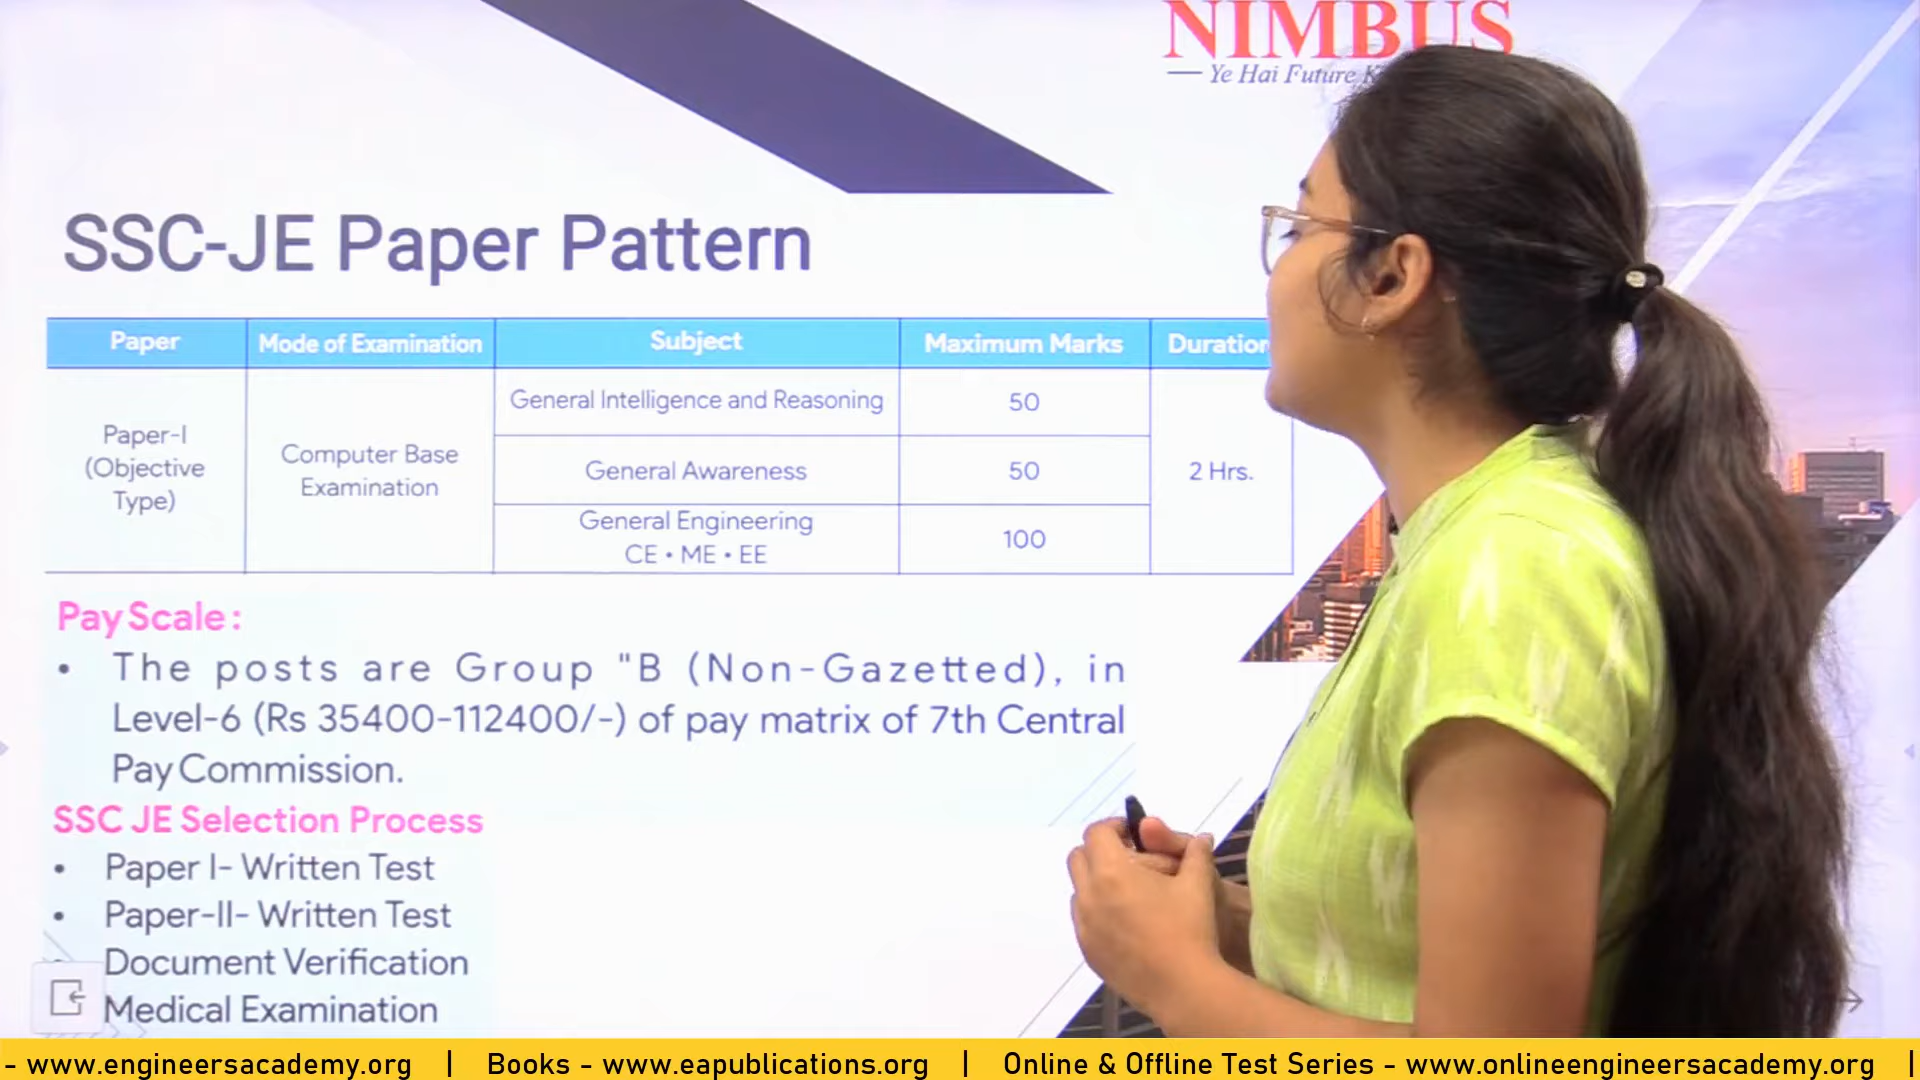 NIMBUS
Ye Hai Future
SSC-JE Paper Pattern
Paper Mode of Examination Subject Maximum Marks Duration
Paper-I
(Objective
Type)
Computer Base
Examination
General Intelligence and Reasoning 50
General Awareness 50
General Engineering
CE • ME • EE
100
2 Hrs.
Pay Scale :
• The posts are Group "B (Non-Gazetted), in
Level-6 (Rs 35400-112400/-) of pay matrix of 7th Central
Pay Commission.
SSC JE Selection Process
• Paper I- Written Test
• Paper-II- Written Test
Document Verification
Medical Examination
- www.engineersacademy.org | Books - www.eapublications.org | Online & Offline Test Series - www.onlineengineersacademy.org |